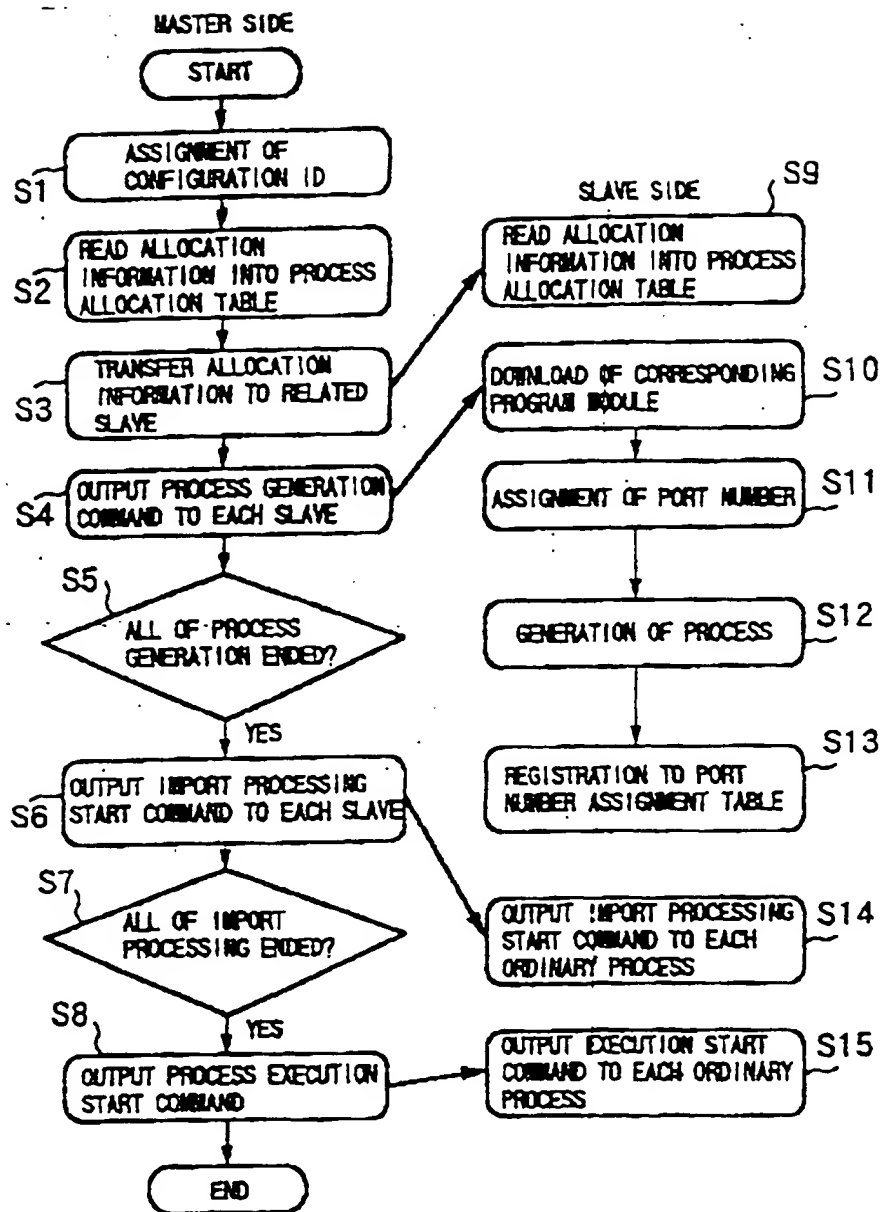 MASTER SIDE
START
S1
ASSIGNMENT OF
CONFIGURATION ID
S2
READ ALLOCATION
INFORMATION INTO PROCESS
ALLOCATION TABLE
S3
TRANSFER ALLOCATION
INFORMATION TO RELATED
SLAVE
S4
OUTPUT PROCESS GENERATION
COMMAND TO EACH SLAVE
S5
ALL OF PROCESS
GENERATION ENDED?
YES
S6
OUTPUT IMPORT PROCESSING
START COMMAND TO EACH SLAVE
S7
ALL OF IMPORT
PROCESSING ENDED?
YES
S8
OUTPUT PROCESS EXECUTION
START COMMAND
END
SLAVE SIDE
S9
READ ALLOCATION
INFORMATION INTO PROCESS
ALLOCATION TABLE
S10
DOWNLOAD OF CORRESPONDING
PROGRAM MODULE
S11
ASSIGNMENT OF PORT NUMBER
S12
GENERATION OF PROCESS
S13
REGISTRATION TO PORT
NUMBER ASSIGNMENT TABLE
S14
OUTPUT IMPORT PROCESSING
START COMMAND TO EACH
ORDINARY PROCESS
S15
OUTPUT EXECUTION START
COMMAND TO EACH ORDINARY
PROCESS